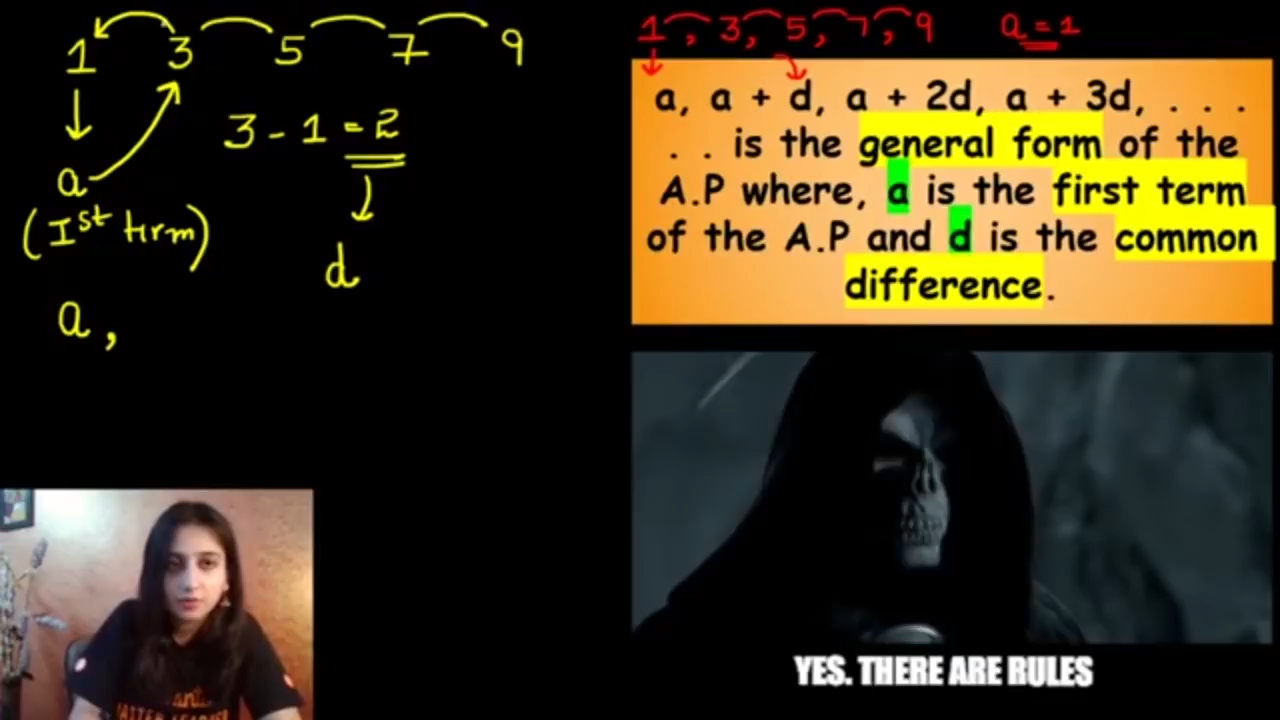 1 3 5 7 9
3 - 1 = 2
a
(Ist term)
d
a ,
1, 3, 5, 7, 9 a = 1
a, a + d, a + 2d, a + 3d, . . .
. . is the general form of the
A.P where, a is the first term
of the A.P and d is the common
difference.
YES. THERE ARE RULES